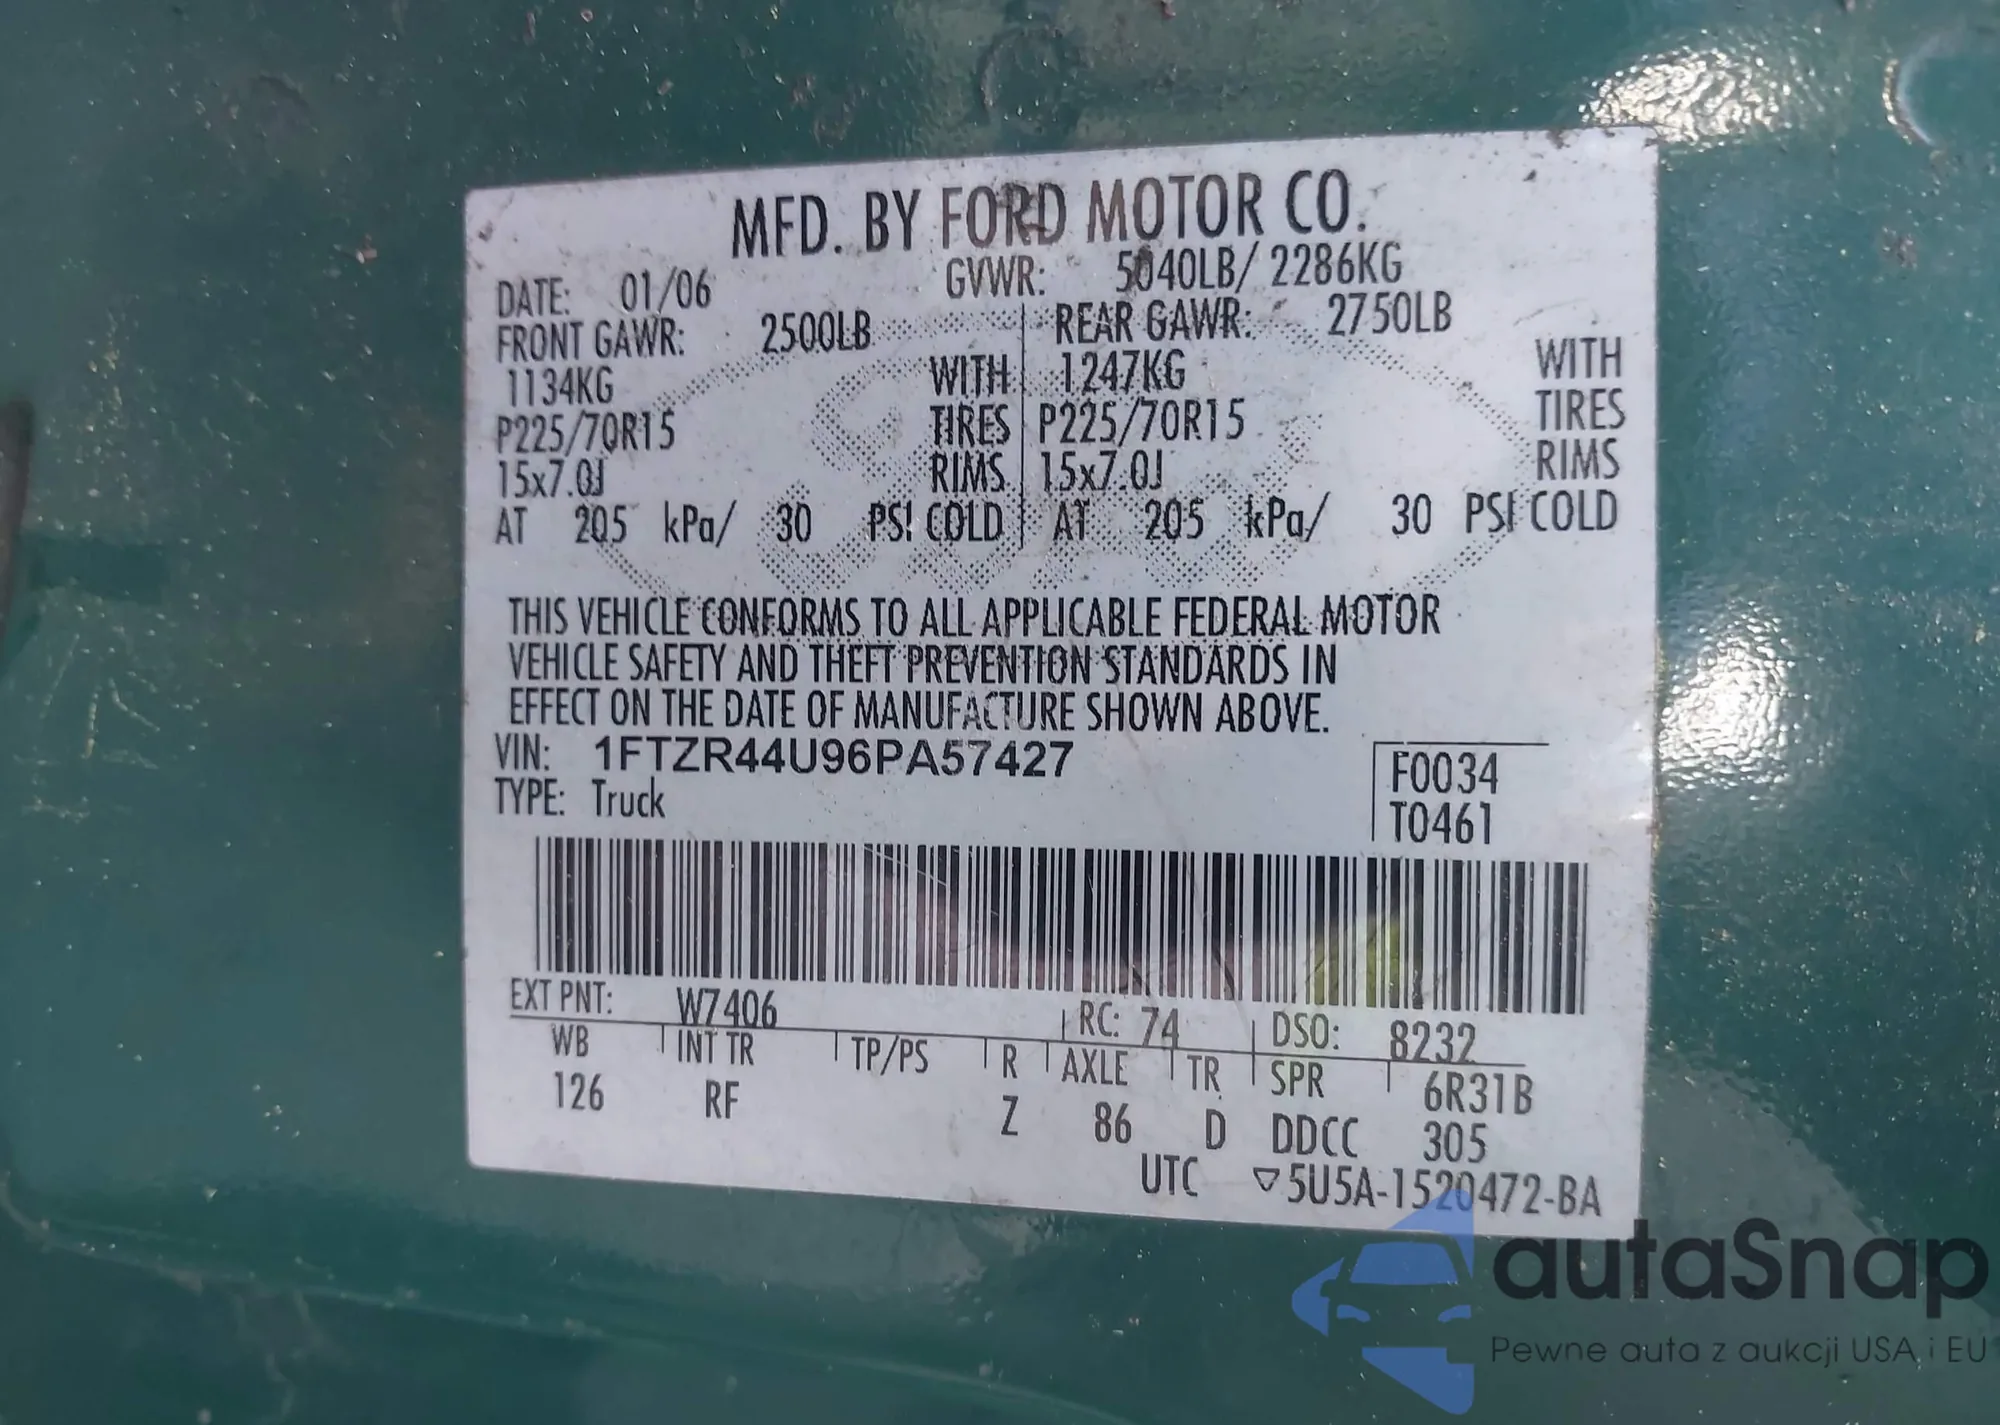 MFD. BY FORD MOTOR CO.
DATE: 01/06 GVWR: 5040LB/ 2286KG
FRONT GAWR: 2500LB REAR GAWR: 2750LB
1134KG WITH 1247KG WITH
P225/70R15 TIRES P225/70R15 TIRES
15x7.0J RIMS 15x7.0J RIMS
AT 205 kPa/ 30 PSI COLD AT 205 kPa/ 30 PSI COLD
THIS VEHICLE CONFORMS TO ALL APPLICABLE FEDERAL MOTOR
VEHICLE SAFETY AND THEFT PREVENTION STANDARDS IN
EFFECT ON THE DATE OF MANUFACTURE SHOWN ABOVE.
VIN: 1FTZR44U96PA57427 F0034
TYPE: Truck T0461
EXT PNT: W7406 RC: 74 DSO: 8232
WB INT TR TP/PS R AXLE TR SPR 6R31B
126 RF Z 86 D DDCC 305
UTC ▽5U5A-1520472-BA
autaSnap
Pewne auta z aukcji USA i EU